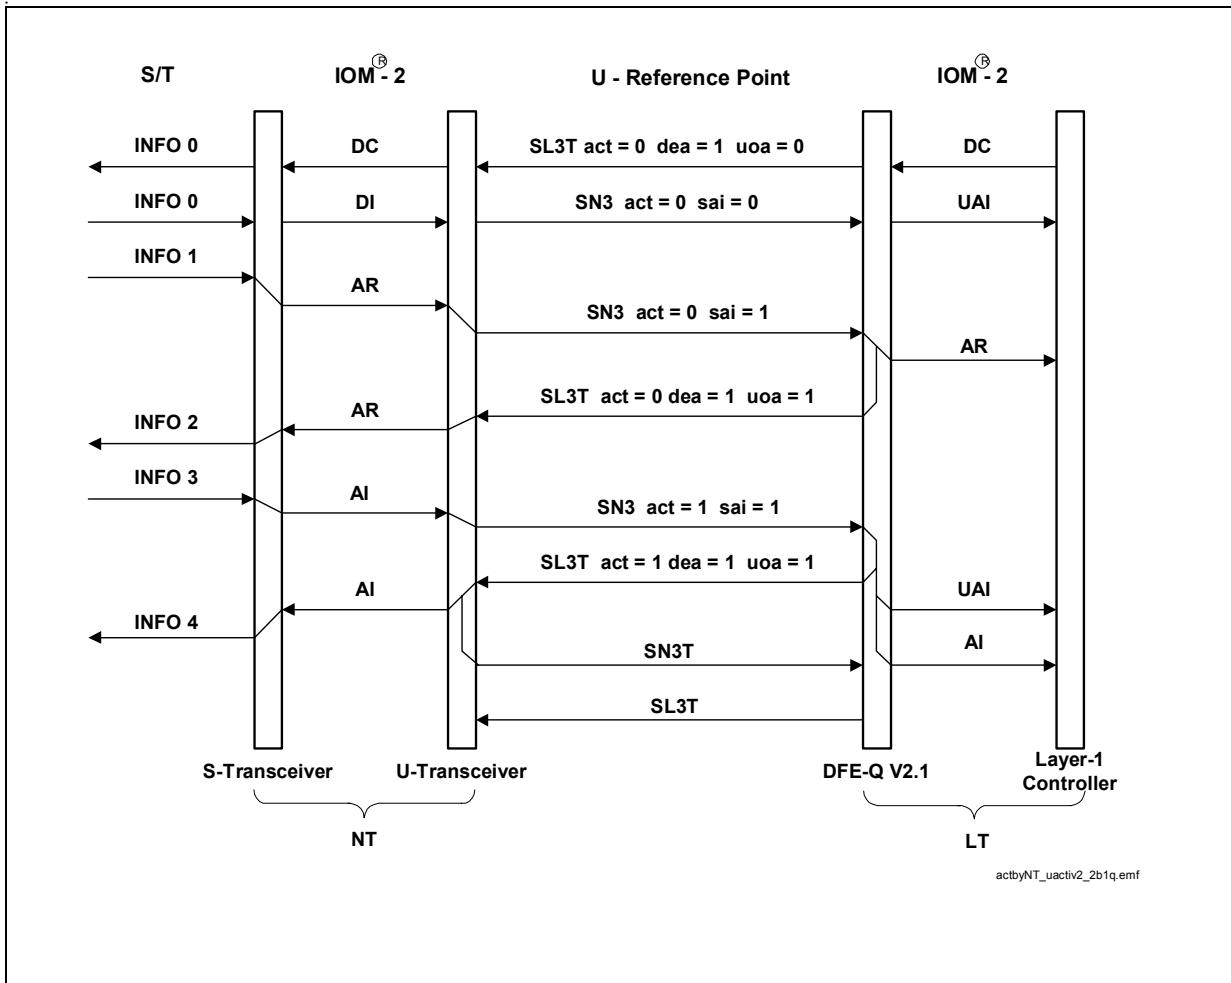 S/T
IOM® - 2
U - Reference Point
IOM® - 2
INFO 0
DC
SL3T act = 0 dea = 1 uoa = 0
DC
INFO 0
DI
SN3 act = 0 sai = 0
UAI
INFO 1
AR
SN3 act = 0 sai = 1
AR
SL3T act = 0 dea = 1 uoa = 1
AR
INFO 2
INFO 3
AI
SN3 act = 1 sai = 1
SL3T act = 1 dea = 1 uoa = 1
AI
UAI
INFO 4
SN3T
AI
SL3T
S-Transceiver
U-Transceiver
DFE-Q V2.1
Layer-1
Controller
NT
LT
actbyNT_uactiv2_2b1q.emf